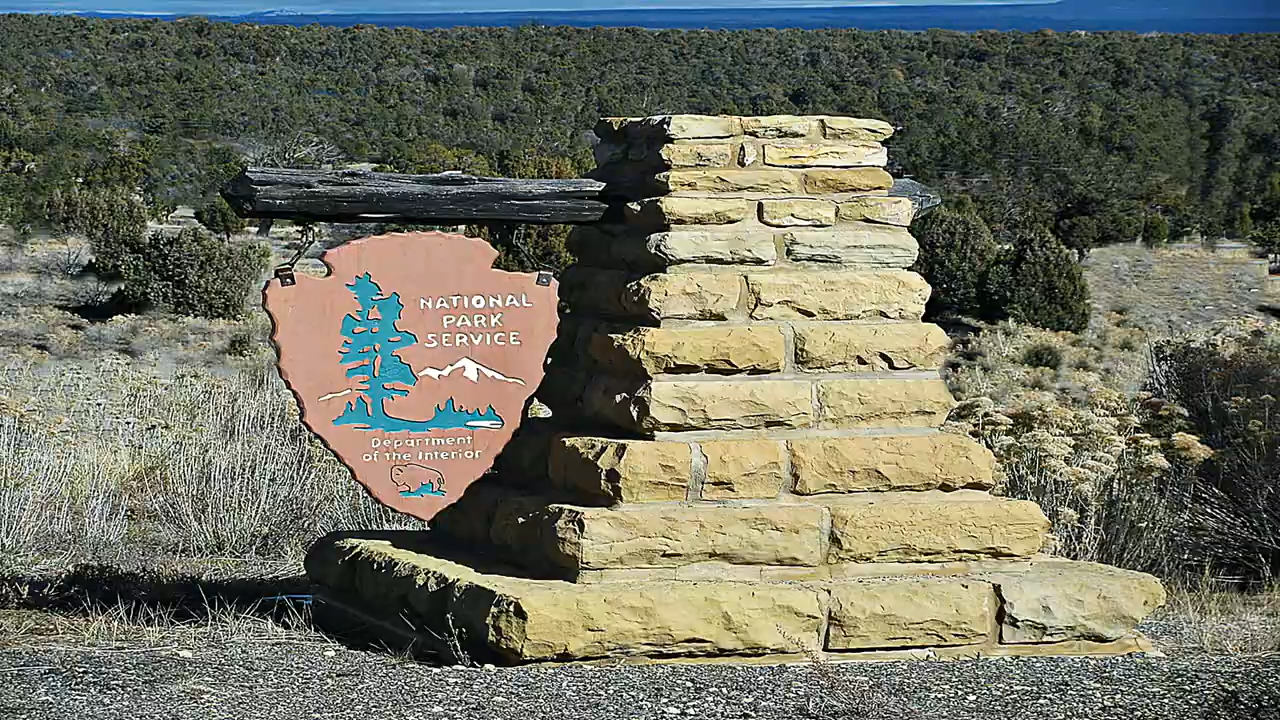 NATIONAL
PARK
SERVICE
Department
of the Interior